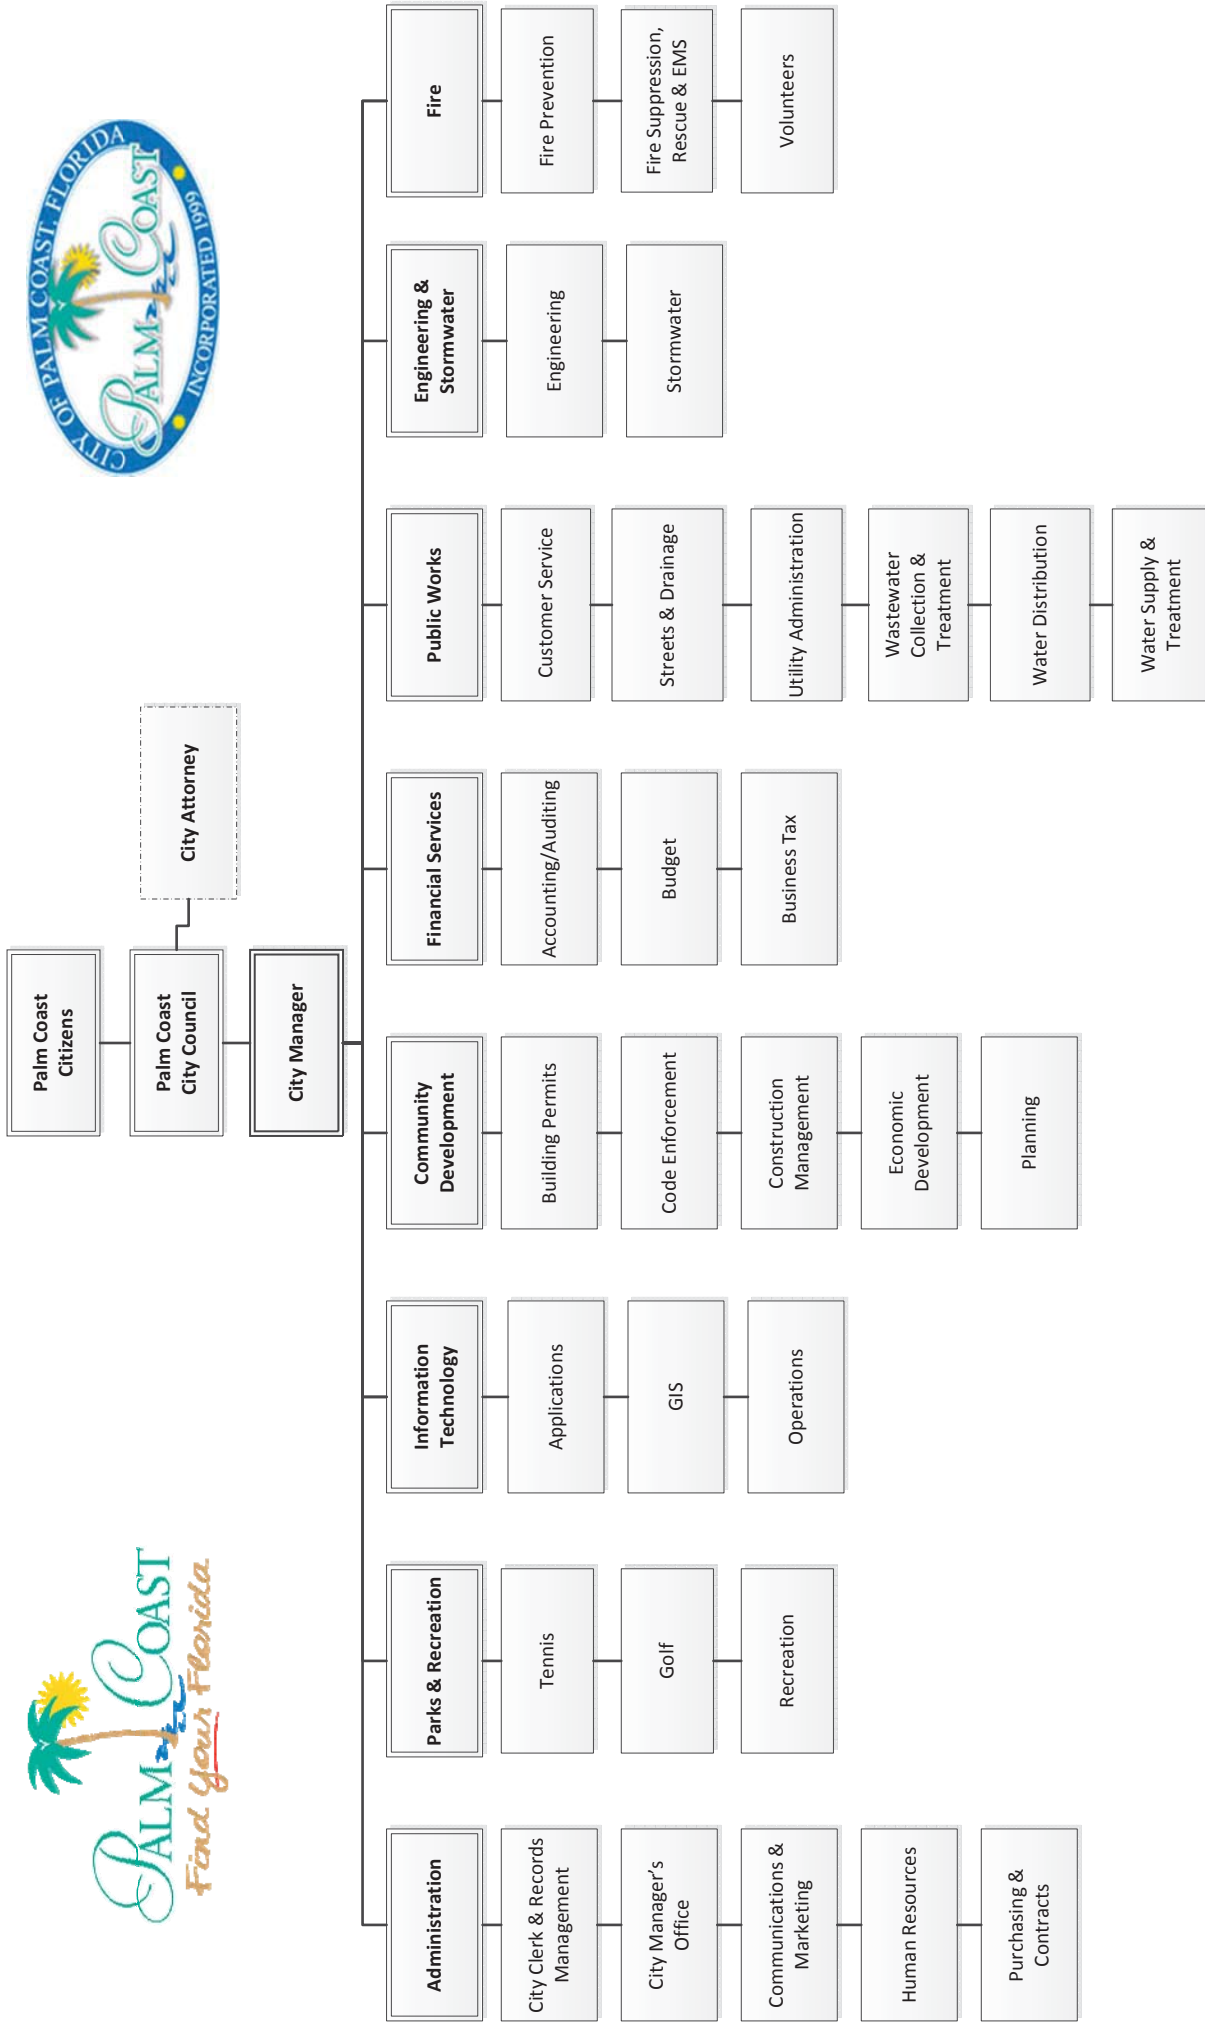 PALM COAST
Find Your Florida
CITY OF PALM COAST, FLORIDA
PALM COAST
INCORPORATED 1999
Palm Coast
Citizens
Palm Coast
City Council
City Attorney
City Manager
Administration
City Clerk & Records
Management
City Manager’s
Office
Communications &
Marketing
Human Resources
Purchasing &
Contracts
Parks & Recreation
Tennis
Golf
Recreation
Information
Technology
Applications
GIS
Operations
Community
Development
Building Permits
Code Enforcement
Construction
Management
Economic
Development
Planning
Financial Services
Accounting/Auditing
Budget
Business Tax
Public Works
Customer Service
Streets & Drainage
Utility Administration
Wastewater
Collection &
Treatment
Water Distribution
Water Supply &
Treatment
Engineering &
Stormwater
Engineering
Stormwater
Fire
Fire Prevention
Fire Suppression,
Rescue & EMS
Volunteers